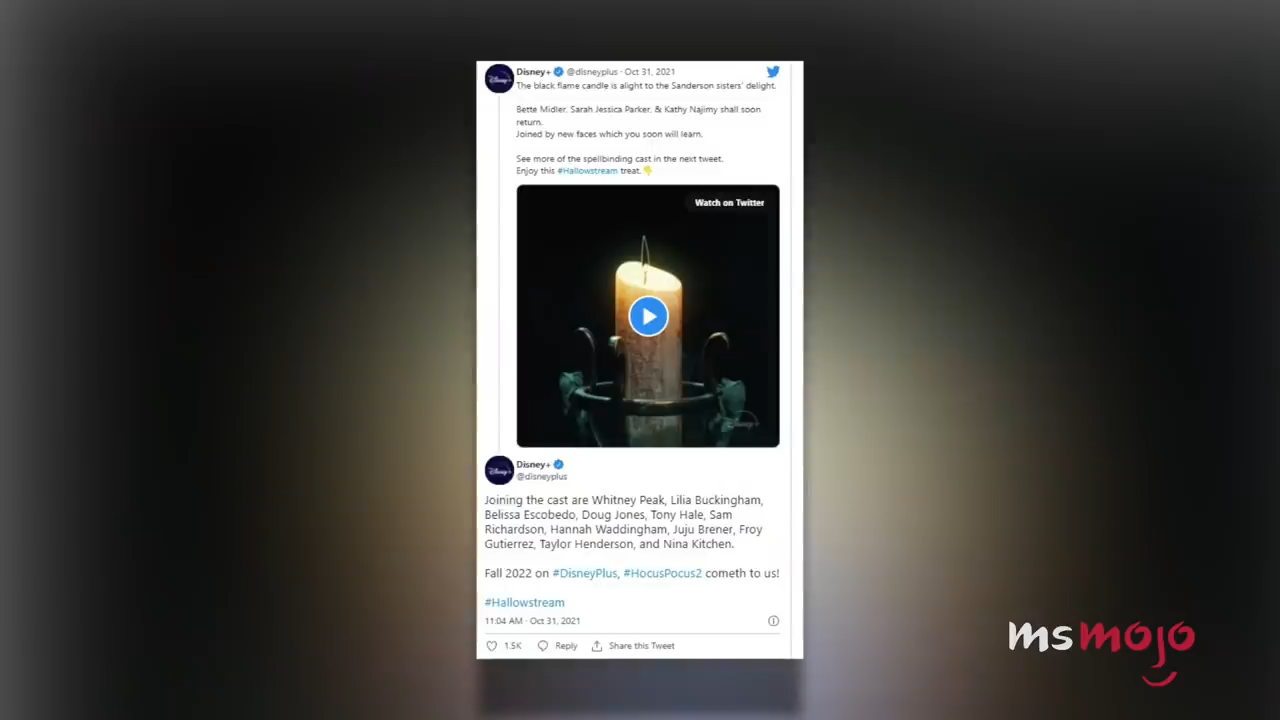 Disney+ @disneyplus · Oct 31, 2021
The black flame candle is alight to the Sanderson sisters' delight.
Bette Midler, Sarah Jessica Parker, & Kathy Najimy shall soon
return.
Joined by new faces which you soon will learn.
See more of the spellbinding cast in the next tweet.
Enjoy this #Hallowstream treat.👇
Watch on Twitter
Disney+
Disney+
Disney+
@disneyplus
Joining the cast are Whitney Peak, Lilia Buckingham,
Belissa Escobedo, Doug Jones, Tony Hale, Sam
Richardson, Hannah Waddingham, Juju Brener, Froy
Gutierrez, Taylor Henderson, and Nina Kitchen.
Fall 2022 on #DisneyPlus, #HocusPocus2 cometh to us!
#Hallowstream
11:04 AM · Oct 31, 2021
1.5K Reply Share this Tweet
msmojo